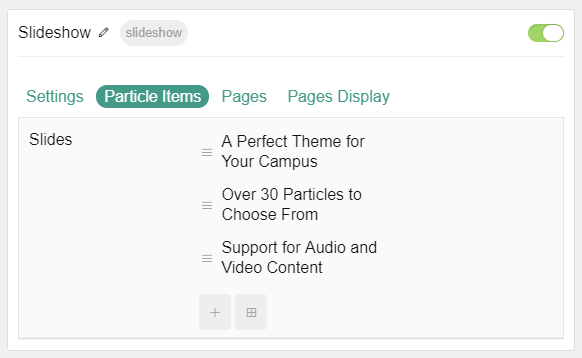 Slideshow slideshow
Settings Particle Items Pages Pages Display
Slides
A Perfect Theme for
Your Campus
Over 30 Particles to
Choose From
Support for Audio and
Video Content